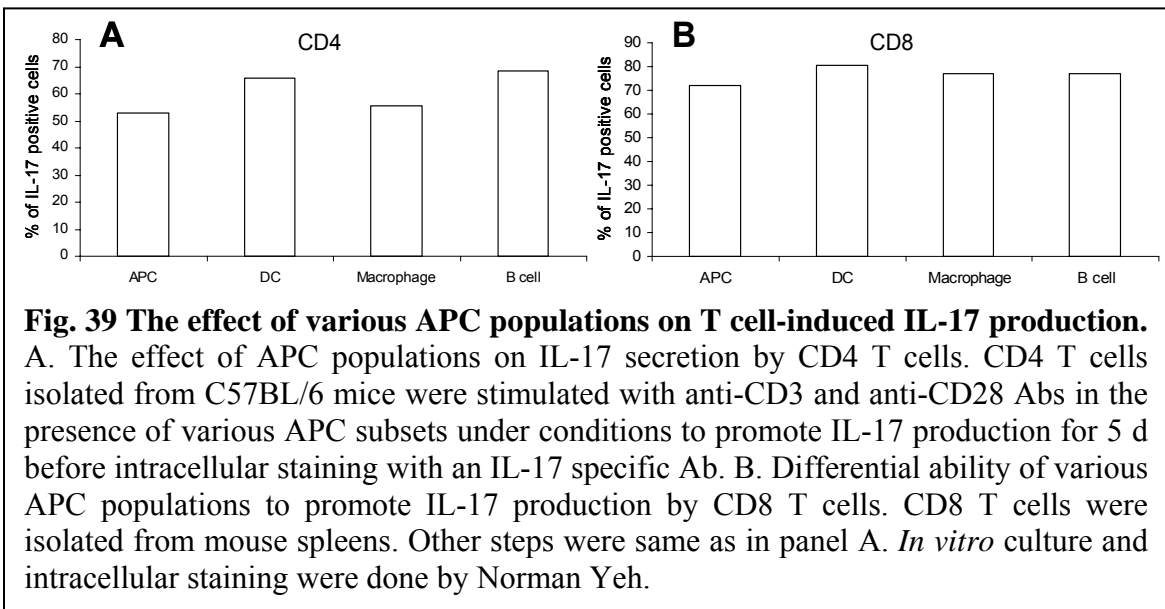 A
CD4
% of IL-17 positive cells
80
70
60
50
40
30
20
10
0
APC DC Macrophage B cell
B
CD8
% of IL-17 positive cells
90
80
70
60
50
40
30
20
10
0
APC DC Macrophage B cell
Fig. 39 The effect of various APC populations on T cell-induced IL-17 production.
A. The effect of APC populations on IL-17 secretion by CD4 T cells. CD4 T cells
isolated from C57BL/6 mice were stimulated with anti-CD3 and anti-CD28 Abs in the
presence of various APC subsets under conditions to promote IL-17 production for 5 d
before intracellular staining with an IL-17 specific Ab. B. Differential ability of various
APC populations to promote IL-17 production by CD8 T cells. CD8 T cells were
isolated from mouse spleens. Other steps were same as in panel A. In vitro culture and
intracellular staining were done by Norman Yeh.